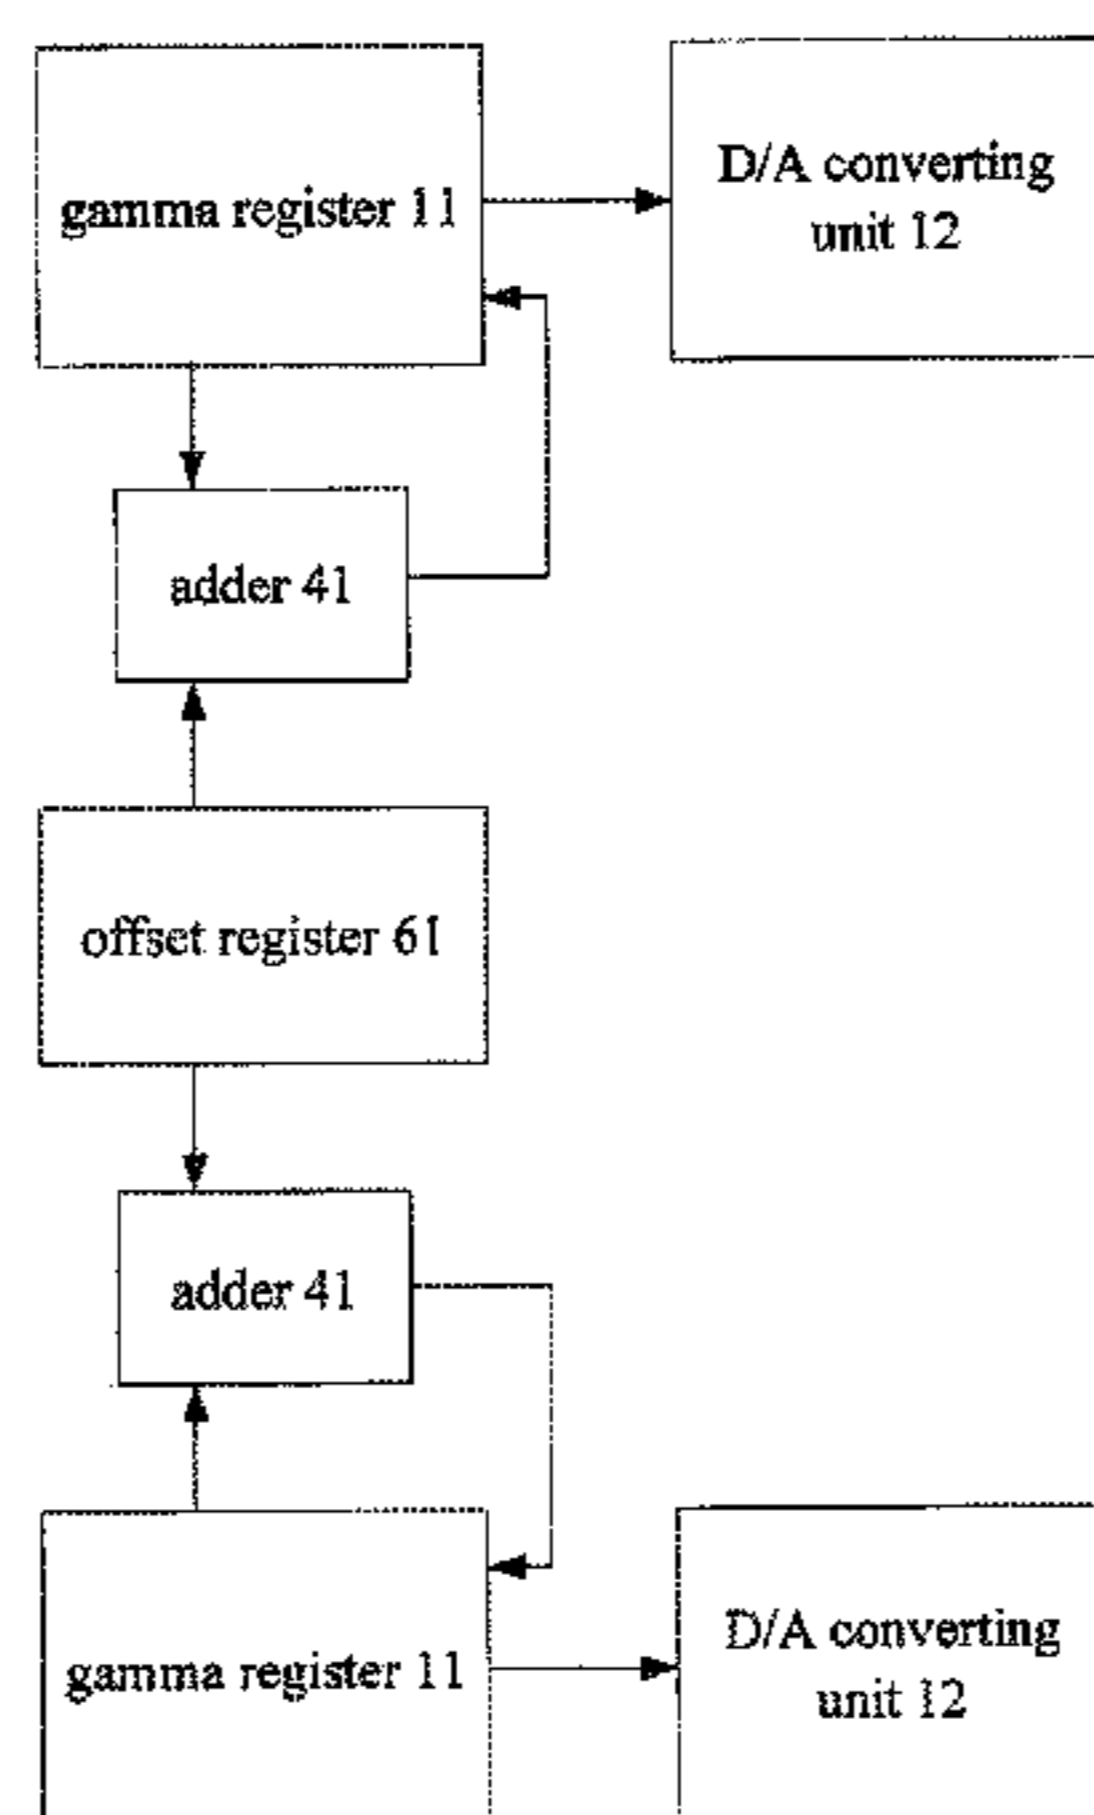 gamma register 11
D/A converting
unit 12
adder 41
offset register 61
adder 41
gamma register 11
D/A converting
unit 12